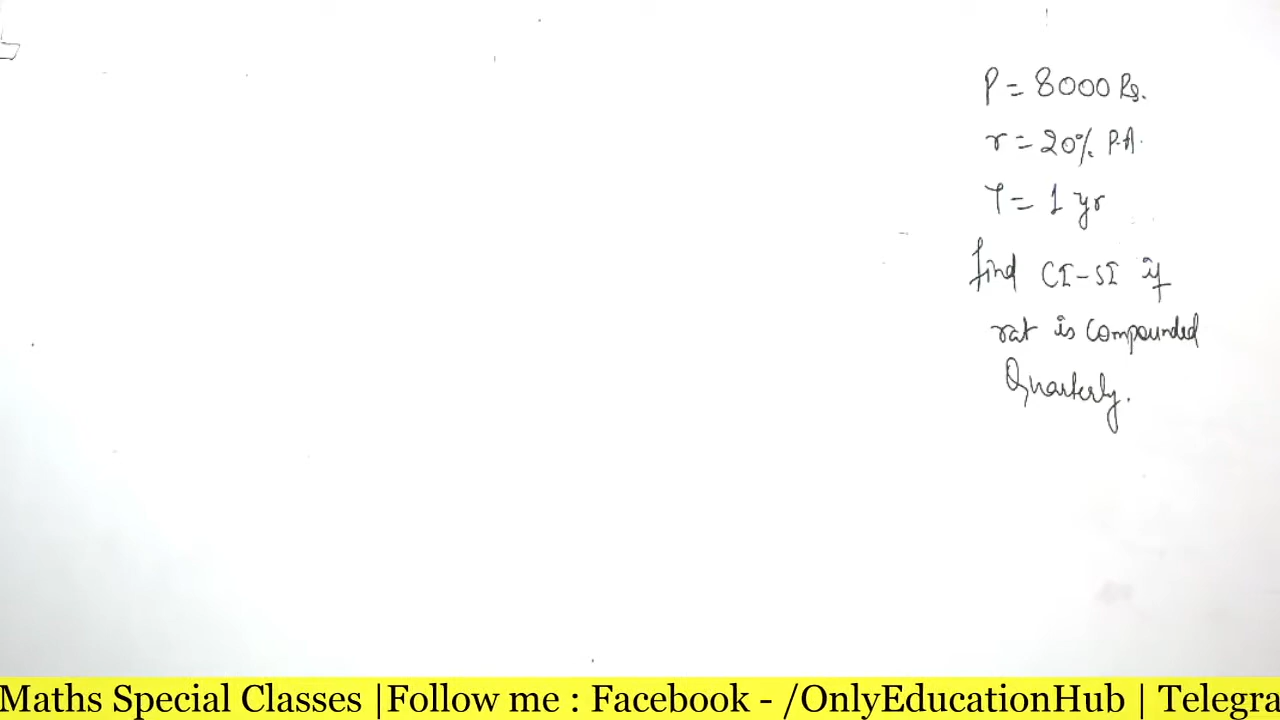 P = 8000 Rs.
r = 20% P.A.
T = 1 yr
find CI-SI if
rat is compounded
Quarterly.
Maths Special Classes |Follow me : Facebook - /OnlyEducationHub | Telegra